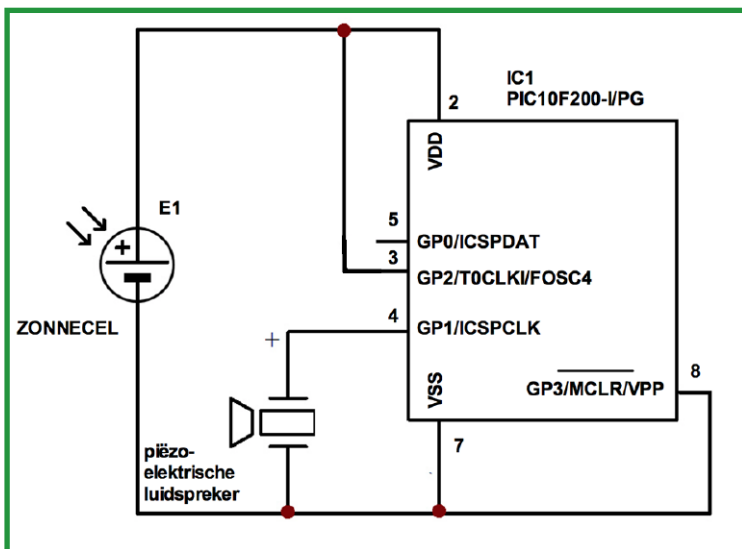 IC1
PIC10F200-I/PG
2
VDD
E1
+
ZONNECEL
5
GP0/ICSPDAT
3
GP2/T0CLKI/FOSC4
4
GP1/ICSPCLK
+
8
GP3/MCLR/VPP
VSS
7
piëzo-
elektrische
luidspreker